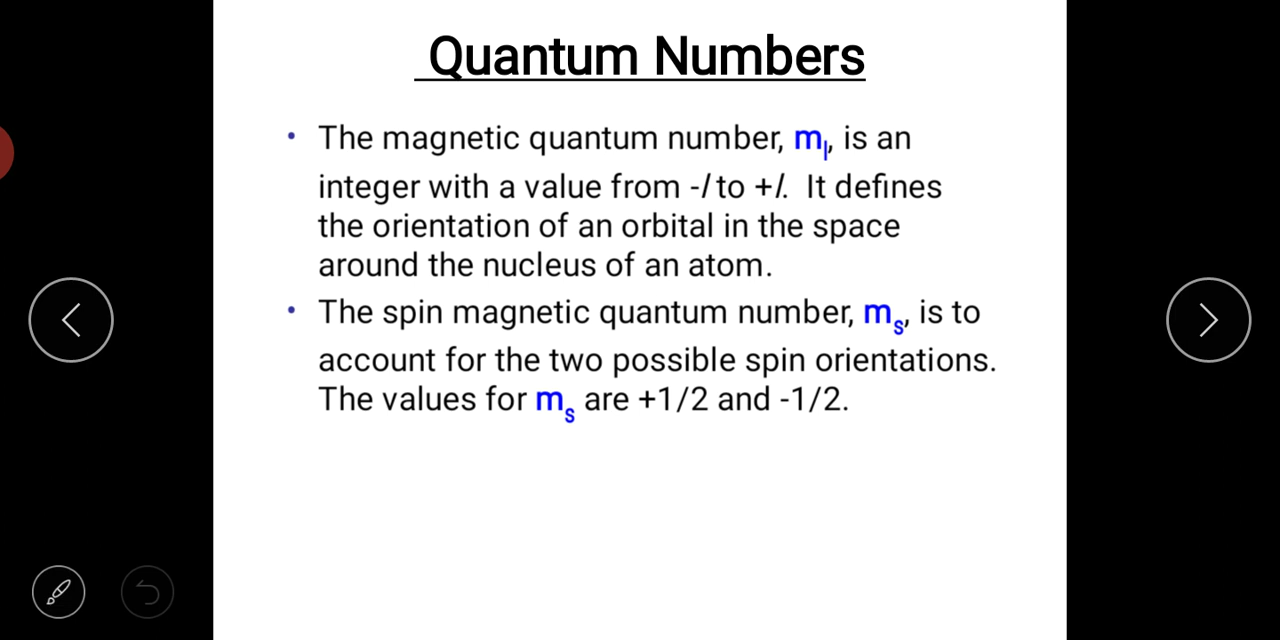 Quantum Numbers
• The magnetic quantum number, ml, is an
integer with a value from -l to +l. It defines
the orientation of an orbital in the space
around the nucleus of an atom.
• The spin magnetic quantum number, ms, is to
account for the two possible spin orientations.
The values for ms are +1/2 and -1/2.